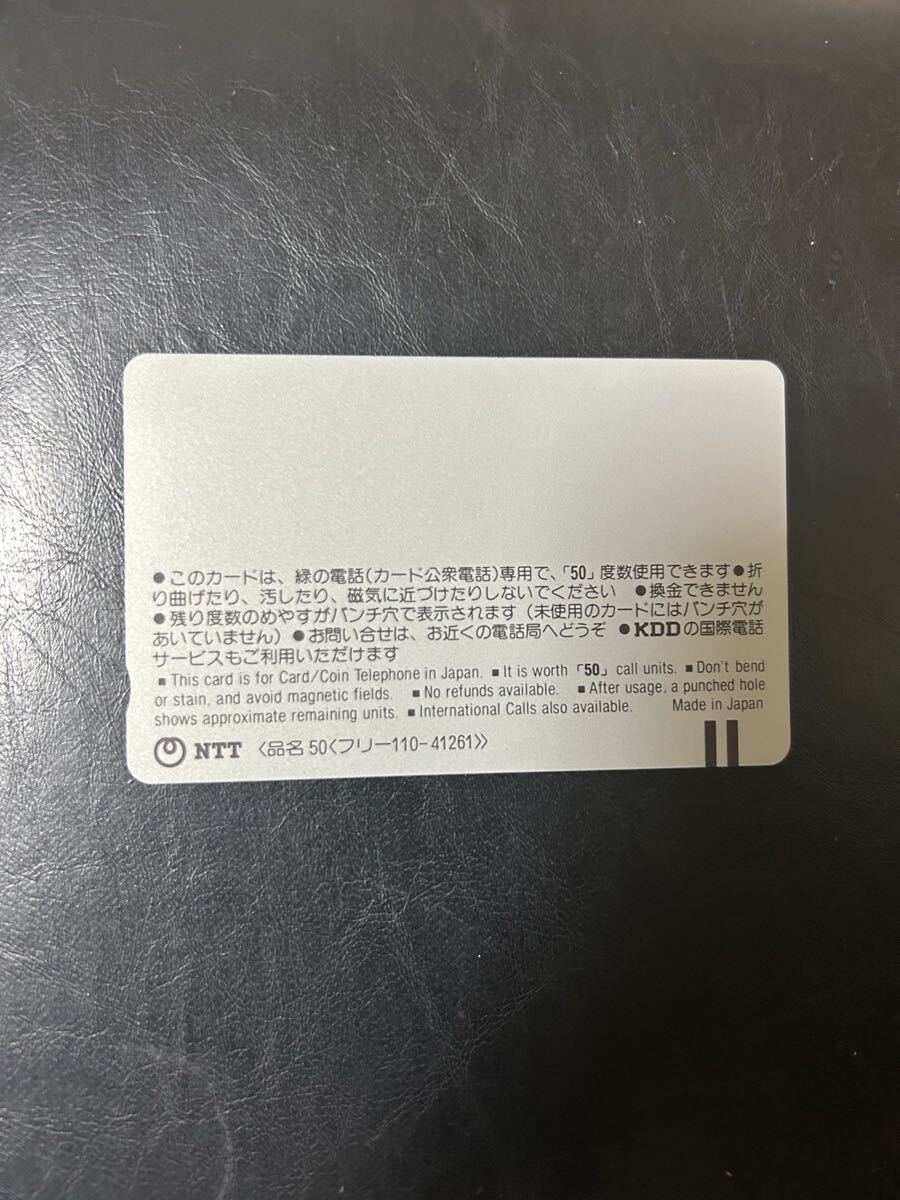 ●このカードは、緑の電話(カード公衆電話)専用で、「50」度数使用できます●折
り曲げたり、汚したり、磁気に近づけたりしないでください　●換金できません
●残り度数のめやすがパンチ穴で表示されます（未使用のカードにはパンチ穴が
あいていません）●お問い合せは、お近くの電話局へどうぞ ●KDDの国際電話
サービスもご利用いただけます
■This card is for Card/Coin Telephone in Japan. ■It is worth「50」call units. ■Don't bend
or stain, and avoid magnetic fields. ■No refunds available. ■After usage, a punched hole
shows approximate remaining units. ■International Calls also available. Made in Japan
NTT 〈品名 50〈フリー110-41261〉〉